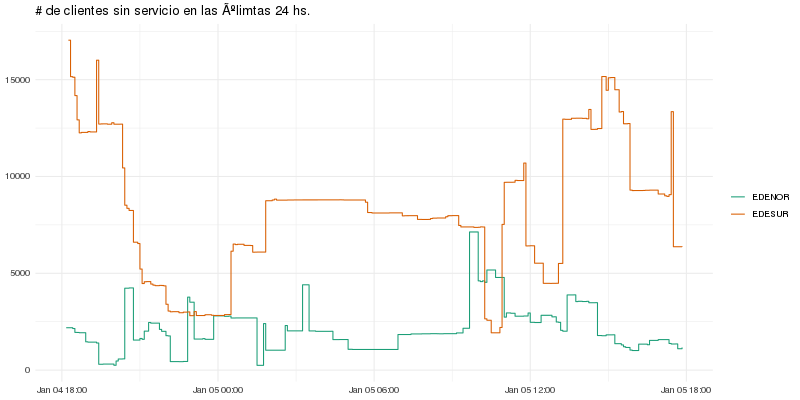 # de clientes sin servicio en las Ãºlimtas 24 hs.
15000
10000
5000
0
Jan 04 18:00 Jan 05 00:00 Jan 05 06:00 Jan 05 12:00 Jan 05 18:00
EDENOR
EDESUR